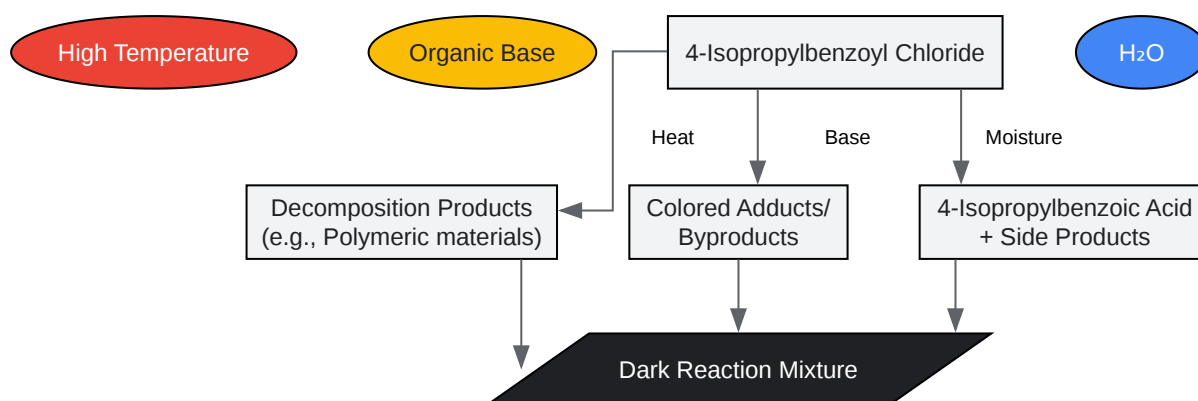 High Temperature
Organic Base
4-Isopropylbenzoyl Chloride
H₂O
Heat
Base
Moisture
Decomposition Products
(e.g., Polymeric materials)
Colored Adducts/
Byproducts
4-Isopropylbenzoic Acid
+ Side Products
Dark Reaction Mixture